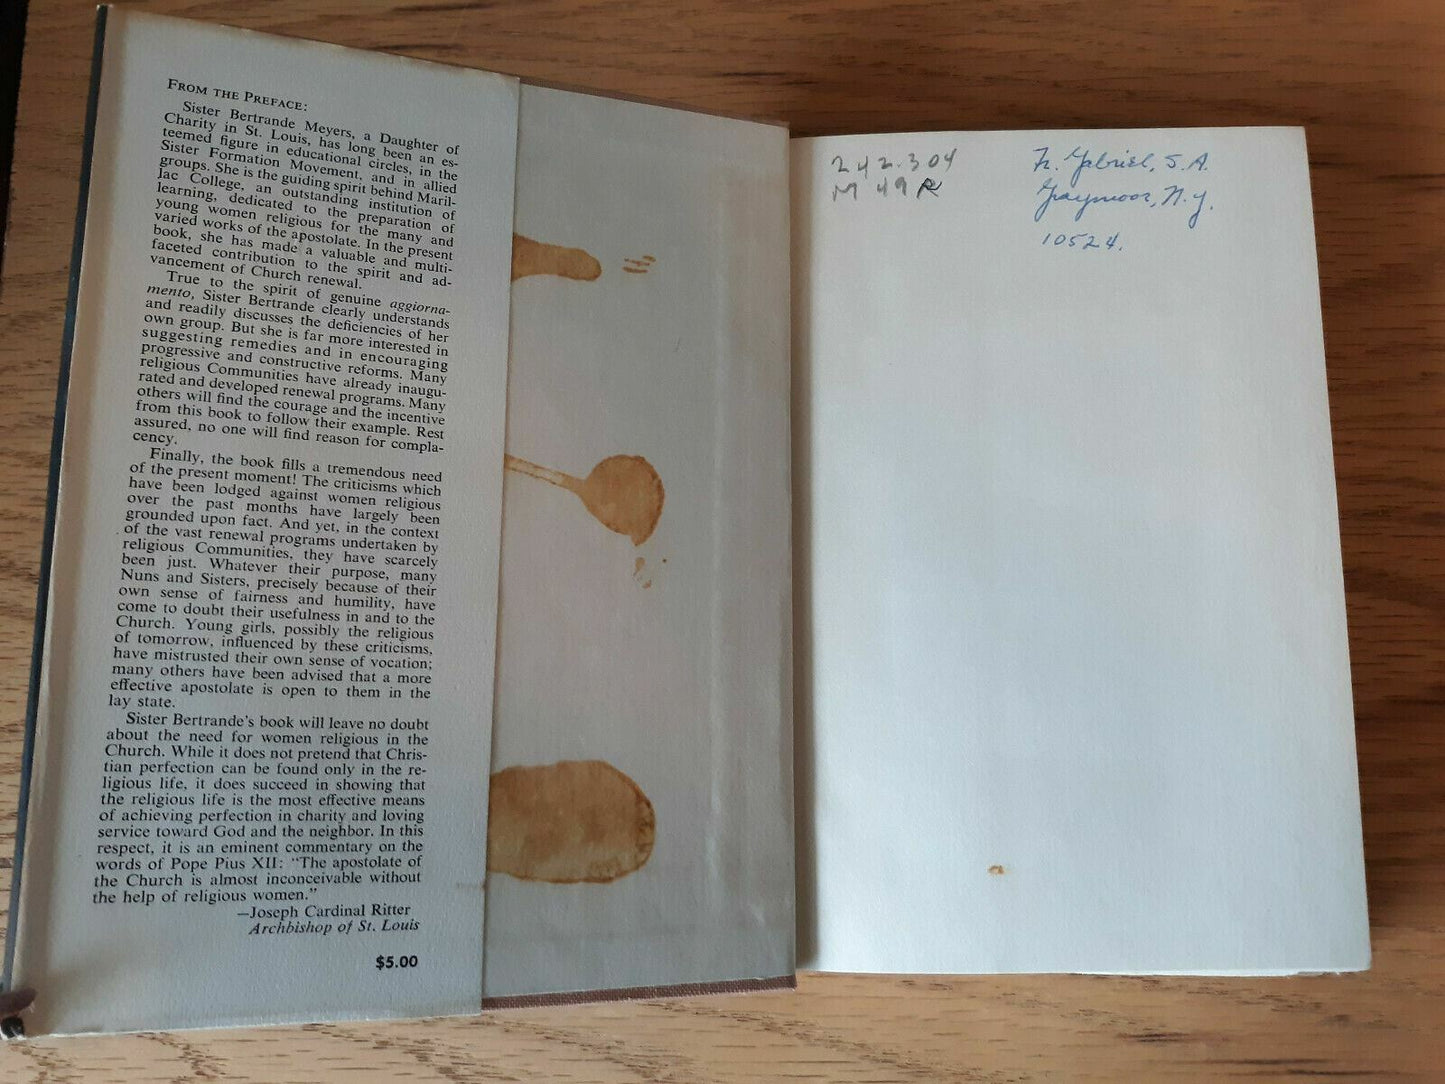 FROM THE PREFACE:
Sister Bertrande Meyers, a Daughter of
Charity in St. Louis, has long been an es-
teemed figure in educational circles, in the
Sister Formation Movement, and in allied
groups. She is the guiding spirit behind Maril-
lac College, an outstanding institution of
learning, dedicated to the preparation of
young women religious for the many and
varied works of the apostolate. In the present
book, she has made a valuable and multi-
faceted contribution to the spirit and ad-
vancement of Church renewal.
True to the spirit of genuine aggiorna-
mento, Sister Bertrande clearly understands
and readily discusses the deficiencies of her
own group. But she is far more interested in
suggesting remedies and in encouraging
progressive and constructive reforms. Many
religious Communities have already inaugu-
rated and developed renewal programs. Many
others will find the courage and the incentive
from this book to follow their example. Rest
assured, no one will find reason for compla-
cency.
Finally, the book fills a tremendous need
of the present moment! The criticisms which
have been lodged against women religious
over the past months have largely been
grounded upon fact. And yet, in the context
of the vast renewal programs undertaken by
religious Communities, they have scarcely
been just. Whatever their purpose, many
Nuns and Sisters, precisely because of their
own sense of fairness and humility, have
come to doubt their usefulness in and to the
Church. Young girls, possibly the religious
of tomorrow, influenced by these criticisms,
have mistrusted their own sense of vocation;
many others have been advised that a more
effective apostolate is open to them in the
lay state.
Sister Bertrande's book will leave no doubt
about the need for women religious in the
Church. While it does not pretend that Chris-
tian perfection can be found only in the re-
ligious life, it does succeed in showing that
the religious life is the most effective means
of achieving perfection in charity and loving
service toward God and the neighbor. In this
respect, it is an eminent commentary on the
words of Pope Pius XII: "The apostolate of
the Church is almost inconceivable without
the help of religious women."
—Joseph Cardinal Ritter
Archbishop of St. Louis
$5.00
242.304
M 49 R
Fr. Gabriel, S.A.
Graymoor, N.Y.
10524.